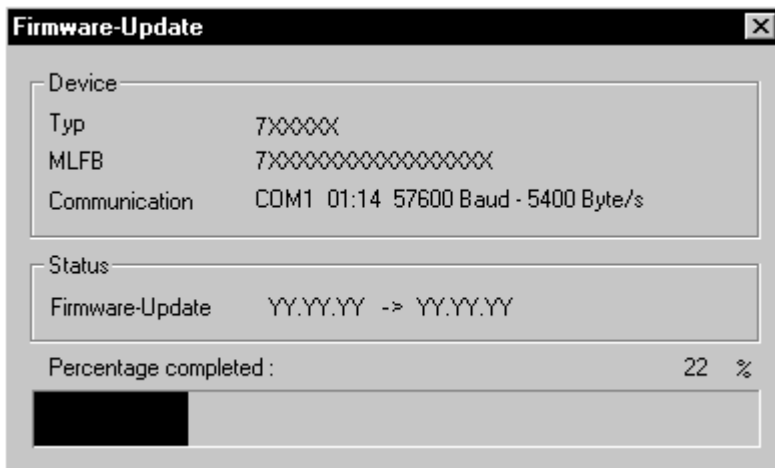 Firmware-Update
Device
Typ 7XXXXX
MLFB 7XXXXXXXXXXXXXXX
Communication COM1 01:14 57600 Baud - 5400 Byte/s
Status
Firmware-Update YY.YY.YY -> YY.YY.YY
Percentage completed : 22 %